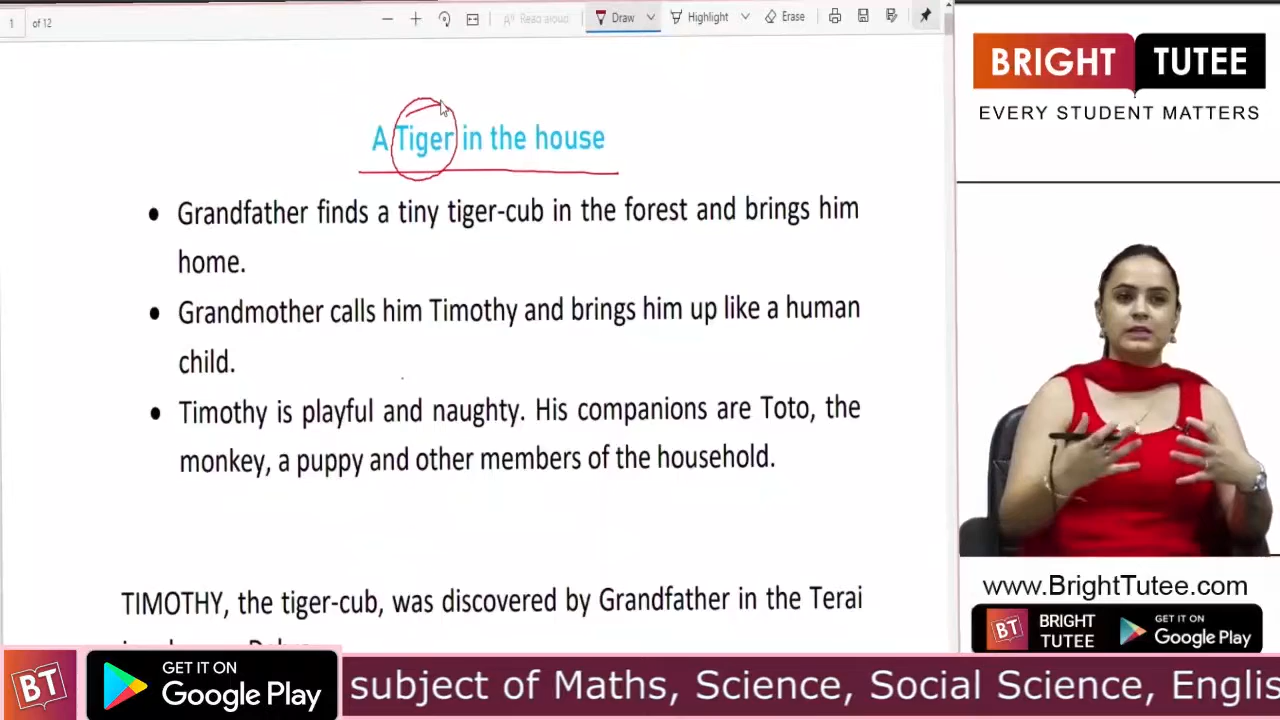 1 of 12
Read aloud
Draw
Highlight
Erase
A Tiger in the house
Grandfather finds a tiny tiger-cub in the forest and brings him
home.
Grandmother calls him Timothy and brings him up like a human
child.
Timothy is playful and naughty. His companions are Toto, the
monkey, a puppy and other members of the household.
TIMOTHY, the tiger-cub, was discovered by Grandfather in the Terai
BRIGHT TUTEE
EVERY STUDENT MATTERS
www.BrightTutee.com
BT
BRIGHT
TUTEE
GET IT ON
Google Play
BT
GET IT ON
Google Play
subject of Maths, Science, Social Science, Englis